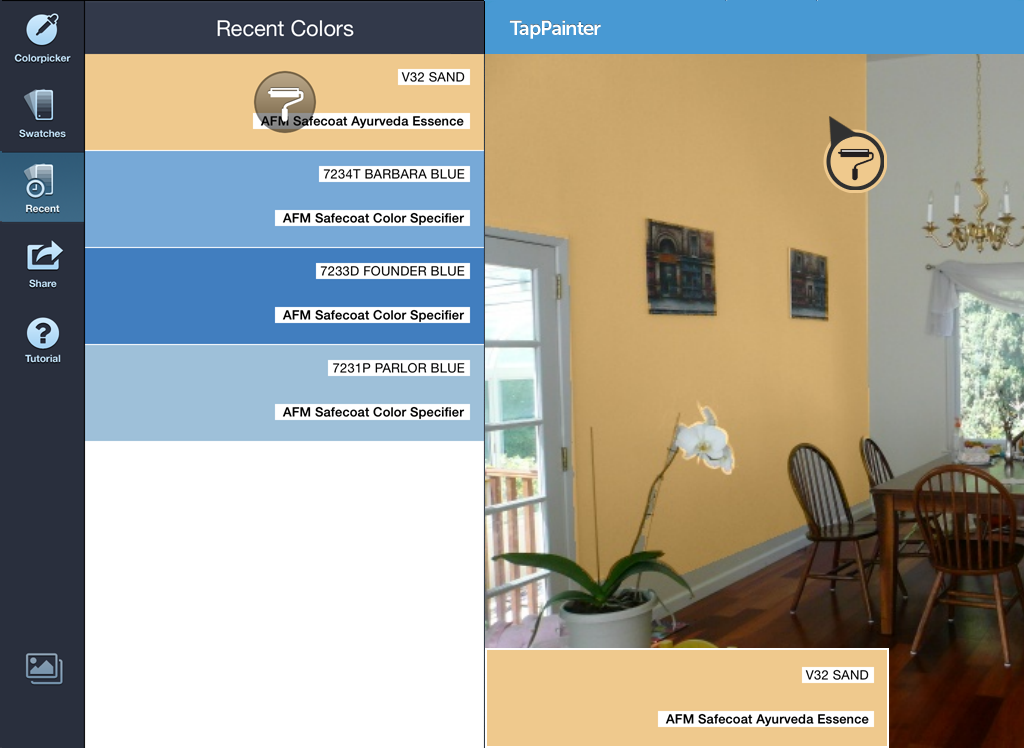 Colorpicker
Swatches
Recent
Share
Tutorial
Recent Colors
V32 SAND
AFM Safecoat Ayurveda Essence
7234T BARBARA BLUE
AFM Safecoat Color Specifier
7233D FOUNDER BLUE
AFM Safecoat Color Specifier
7231P PARLOR BLUE
AFM Safecoat Color Specifier
TapPainter
V32 SAND
AFM Safecoat Ayurveda Essence